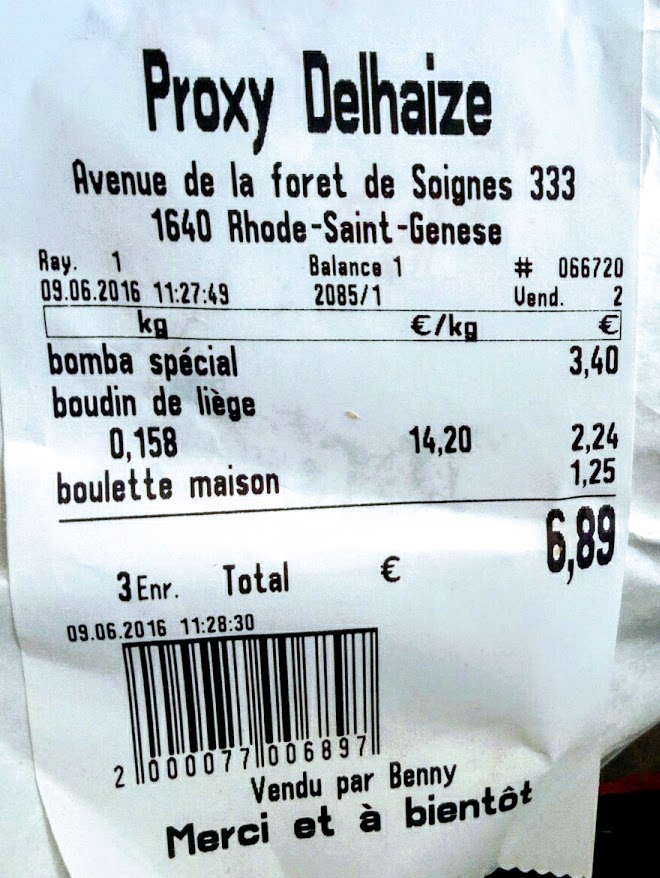 Proxy Delhaize
Avenue de la foret de Soignes 333
1640 Rhode-Saint-Genese
Ray. 1 Balance 1 # 066720
09.06.2016 11:27:49 2085/1 Vend. 2
kg €/kg €
bomba spécial 3,40
boudin de liège
0,158 14,20 2,24
boulette maison 1,25
6,89
3 Enr. Total €
09.06.2016 11:28:30
2 000077 006897
Vendu par Benny
Merci et à bientôt